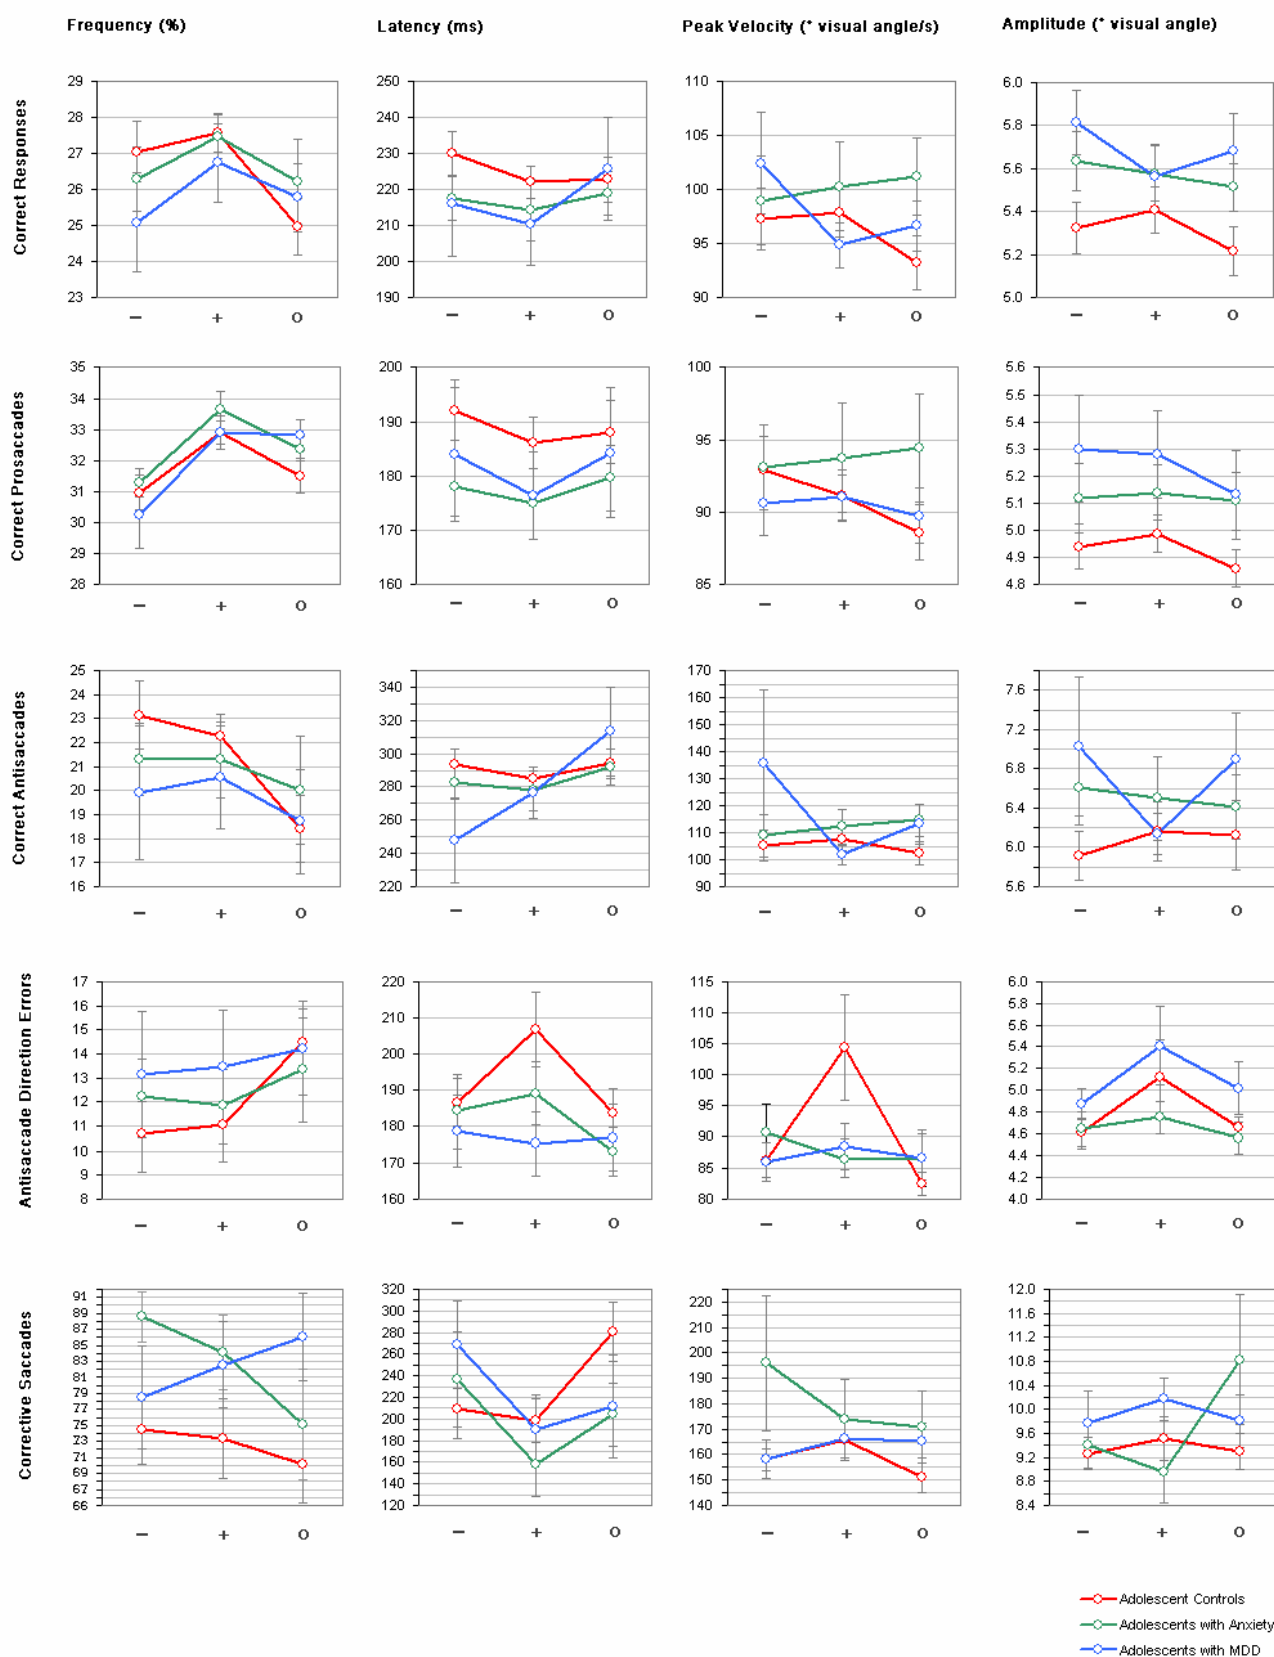 Frequency (%)
Latency (ms)
Peak Velocity (* visual angle/s)
Amplitude (* visual angle)
Correct Responses
29 28 27 26 25 24 23
− + o
250 240 230 220 210 200 190
− + o
110 105 100 95 90
− + o
6.0 5.8 5.6 5.4 5.2 5.0
− + o
Correct Prosaccades
35 34 33 32 31 30 29 28
− + o
200 190 180 170 160
− + o
100 95 90 85
− + o
5.6 5.5 5.4 5.3 5.2 5.1 5.0 4.9 4.8
− + o
Correct Antisaccades
25 24 23 22 21 20 19 18 17 16
− + o
340 320 300 280 260 240 220
− + o
170 160 150 140 130 120 110 100 90
− + o
7.6 7.2 6.8 6.4 6.0 5.6
− + o
Antisaccade Direction Errors
17 16 15 14 13 12 11 10 9 8
− + o
220 210 200 190 180 170 160
− + o
115 110 105 100 95 90 85 80
− + o
6.0 5.8 5.6 5.4 5.2 5.0 4.8 4.6 4.4 4.2 4.0
− + o
Corrective Saccades
91 89 87 85 83 81 79 77 75 73 71 69 67 66
− + o
320 300 280 260 240 220 200 180 160 140 120
− + o
220 210 200 190 180 170 160 150 140
− + o
12.0 11.6 11.2 10.8 10.4 10.0 9.6 9.2 8.8 8.4
− + o
Adolescent Controls
Adolescents with Anxiety
Adolescents with MDD